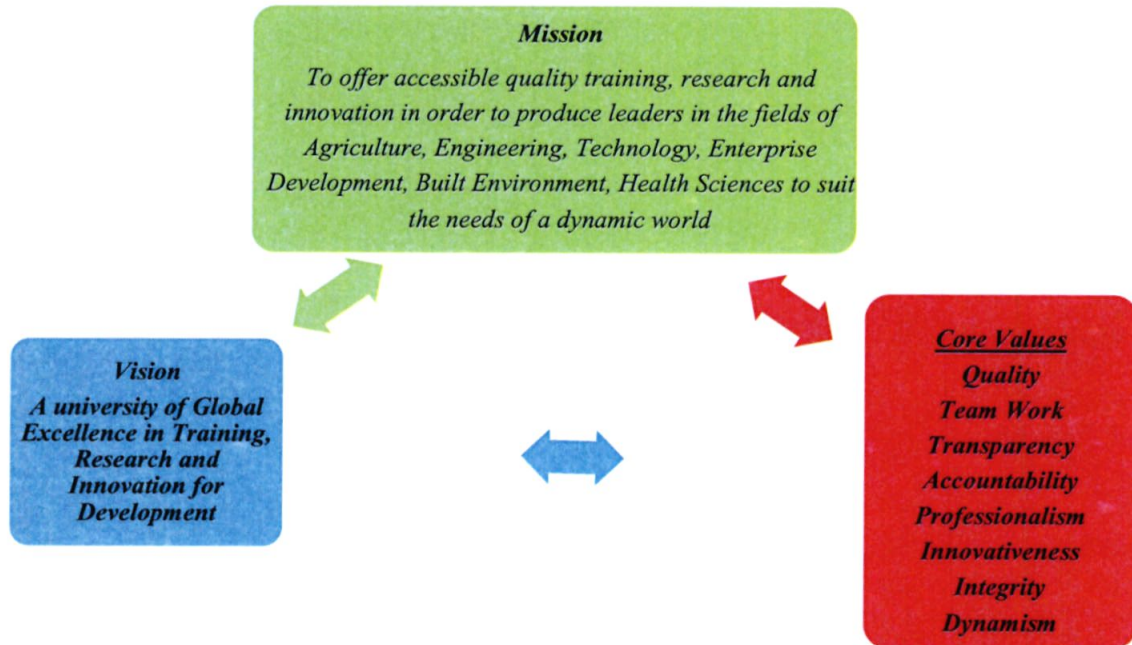 Mission
To offer accessible quality training, research and
innovation in order to produce leaders in the fields of
Agriculture, Engineering, Technology, Enterprise
Development, Built Environment, Health Sciences to suit
the needs of a dynamic world
Vision
A university of Global
Excellence in Training,
Research and
Innovation for
Development
Core Values
Quality
Team Work
Transparency
Accountability
Professionalism
Innovativeness
Integrity
Dynamism